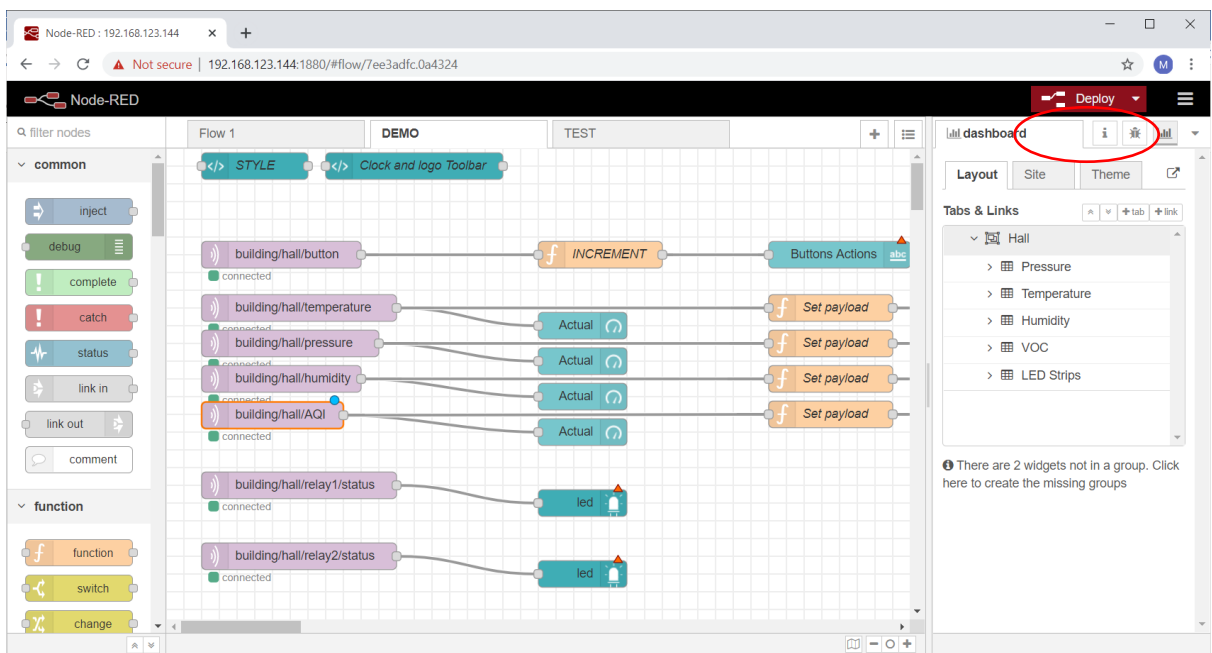 Node-RED : 192.168.123.144
Not secure | 192.168.123.144:1880/#flow/7ee3adfc.0a4324
M
Node-RED
Deploy
filter nodes
Flow 1
DEMO
TEST
dashboard
common
inject
debug
complete
catch
status
link in
link out
comment
function
function
switch
change
STYLE
Clock and logo Toolbar
building/hall/button
connected
INCREMENT
Buttons Actions
abc
building/hall/temperature
connected
Actual
Set payload
building/hall/pressure
connected
Actual
Set payload
building/hall/humidity
connected
Actual
Set payload
building/hall/AQI
connected
Actual
Set payload
building/hall/relay1/status
connected
led
building/hall/relay2/status
connected
led
Layout
Site
Theme
Tabs & Links
+tab
+link
Hall
Pressure
Temperature
Humidity
VOC
LED Strips
There are 2 widgets not in a group. Click
here to create the missing groups